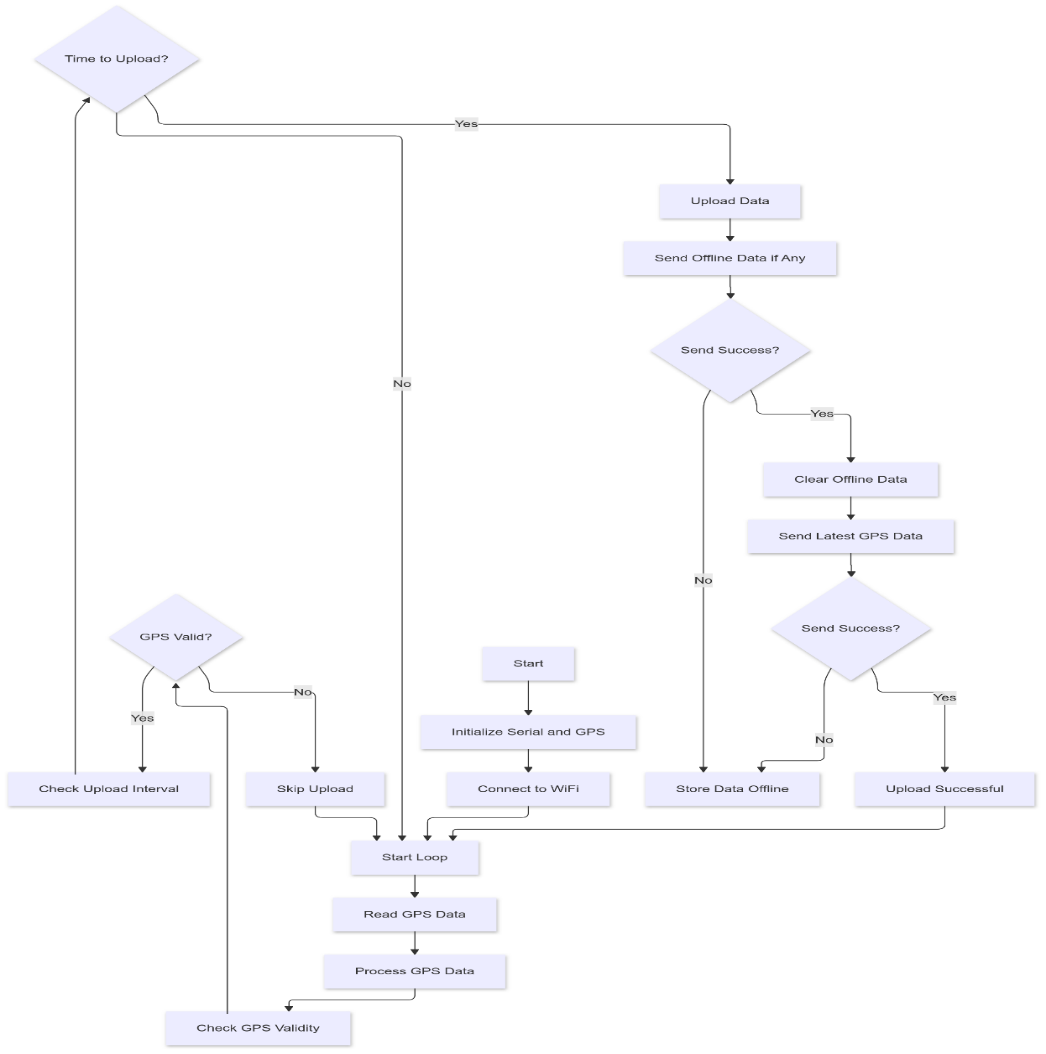 Time to Upload?
Yes
Upload Data
Send Offline Data if Any
Send Success?
No
Yes
Clear Offline Data
Send Latest GPS Data
No
Send Success?
GPS Valid?
Start
No
Yes
Yes
Initialize Serial and GPS
No
Check Upload Interval
Skip Upload
Connect to WiFi
Store Data Offline
Upload Successful
Start Loop
Read GPS Data
Process GPS Data
Check GPS Validity